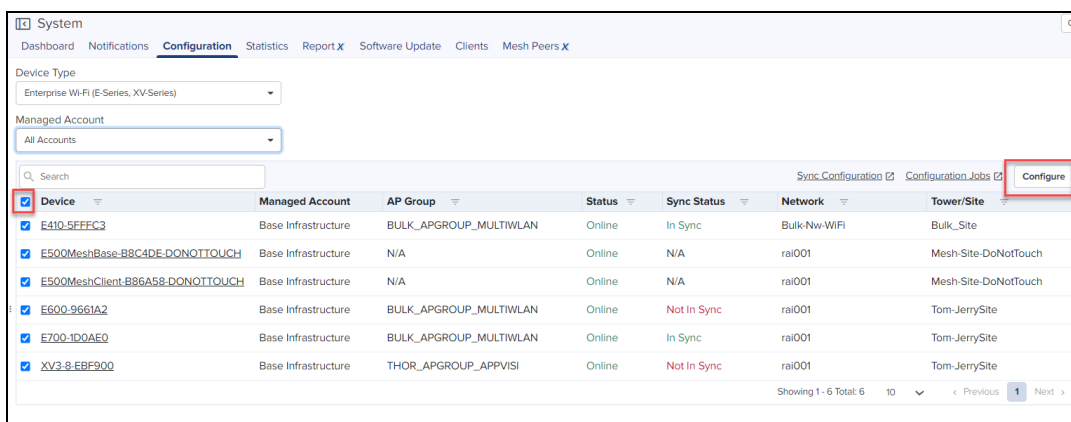 System
Dashboard Notifications Configuration Statistics Report X Software Update Clients Mesh Peers X
Device Type
Enterprise Wi-Fi (E-Series, XV-Series)
Managed Account
All Accounts
Search Sync Configuration Configuration Jobs Configure
Device Managed Account AP Group Status Sync Status Network Tower/Site
E410-5FFFC3 Base Infrastructure BULK_APGROUP_MULTIWLAN Online In Sync Bulk-Nw-WiFi Bulk_Site
E500MeshBase-B8C4DE-DONOTTOUCH Base Infrastructure N/A Online N/A rai001 Mesh-Site-DoNotTouch
E500MeshClient-B86A58-DONOTTOUCH Base Infrastructure N/A Online N/A rai001 Mesh-Site-DoNotTouch
E600-9661A2 Base Infrastructure BULK_APGROUP_MULTIWLAN Online Not In Sync rai001 Tom-JerrySite
E700-1D0AE0 Base Infrastructure BULK_APGROUP_MULTIWLAN Online In Sync rai001 Tom-JerrySite
XV3-8-EBF900 Base Infrastructure THOR_APGROUP_APPVISI Online Not In Sync rai001 Tom-JerrySite
Showing 1 - 6 Total: 6 10 < Previous 1 Next >